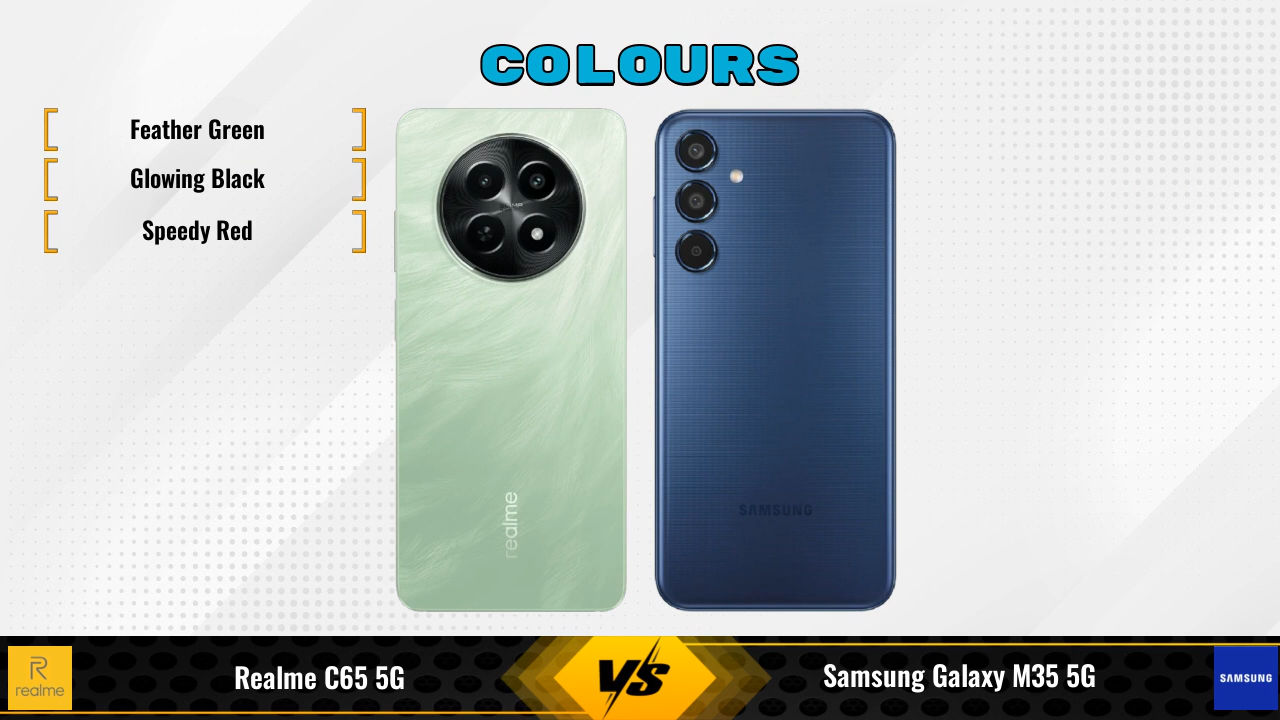 COLOURS
Feather Green
Glowing Black
Speedy Red
realme
SAMSUNG
R
realme
Realme C65 5G
VS
Samsung Galaxy M35 5G
SAMSUNG